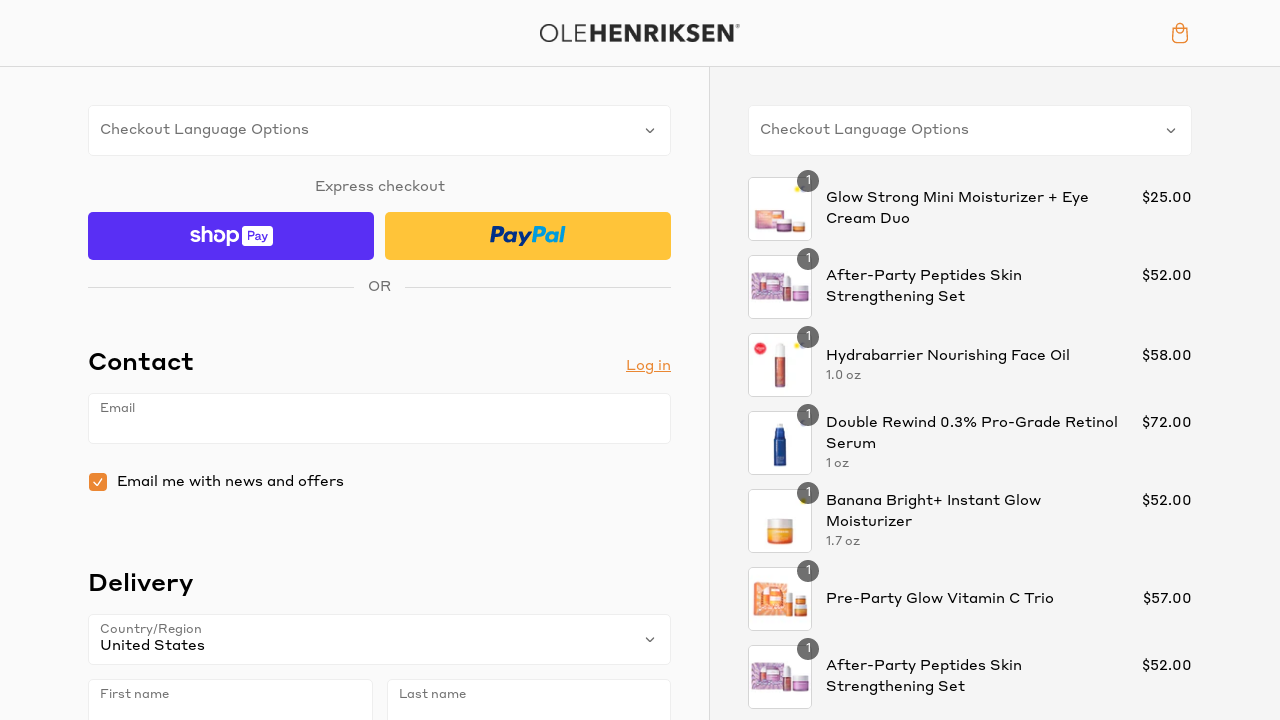 OLEHENRIKSEN®
Checkout Language Options
Express checkout
shop Pay
PayPal
OR
Contact
Log in
Email
Email me with news and offers
Delivery
Country/Region
United States
First name
Last name
Checkout Language Options
1
Glow Strong Mini Moisturizer + Eye
Cream Duo
$25.00
1
After-Party Peptides Skin
Strengthening Set
$52.00
1
Hydrabarrier Nourishing Face Oil
1.0 oz
$58.00
1
Double Rewind 0.3% Pro-Grade Retinol
Serum
1 oz
$72.00
1
Banana Bright+ Instant Glow
Moisturizer
1.7 oz
$52.00
1
Pre-Party Glow Vitamin C Trio
$57.00
1
After-Party Peptides Skin
Strengthening Set
$52.00